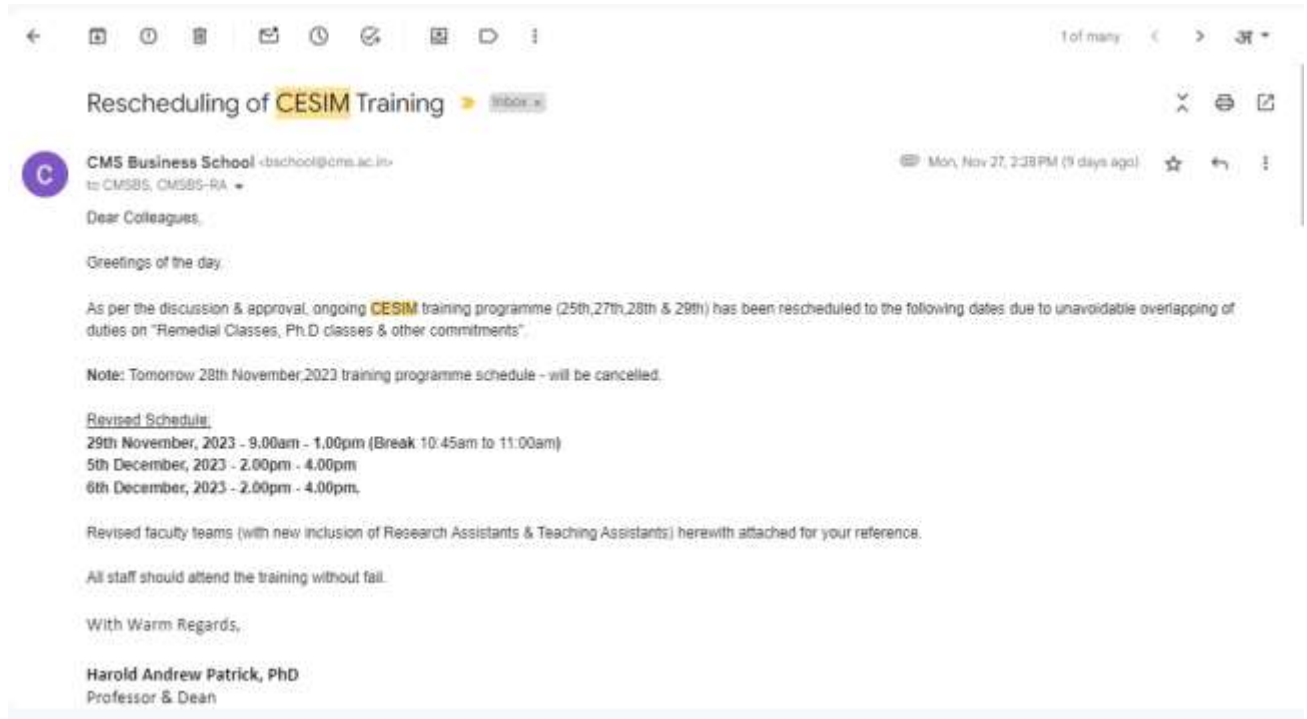 1 of many अ
Rescheduling of CESIM Training Inbox x
C
CMS Business School <bschool@cms.ac.in> Mon, Nov 27, 2:28 PM (9 days ago)
to CMSBS, CMSBS-RA
Dear Colleagues,
Greetings of the day.
As per the discussion & approval, ongoing CESIM training programme (25th,27th,28th & 29th) has been rescheduled to the following dates due to unavoidable overlapping of
duties on "Remedial Classes, Ph.D classes & other commitments".
Note: Tomorrow 28th November,2023 training programme schedule - will be cancelled.
Revised Schedule:
29th November, 2023 - 9.00am - 1.00pm (Break 10:45am to 11:00am)
5th December, 2023 - 2.00pm - 4.00pm
6th December, 2023 - 2.00pm - 4.00pm.
Revised faculty teams (with new inclusion of Research Assistants & Teaching Assistants) herewith attached for your reference.
All staff should attend the training without fail.
With Warm Regards,
Harold Andrew Patrick, PhD
Professor & Dean